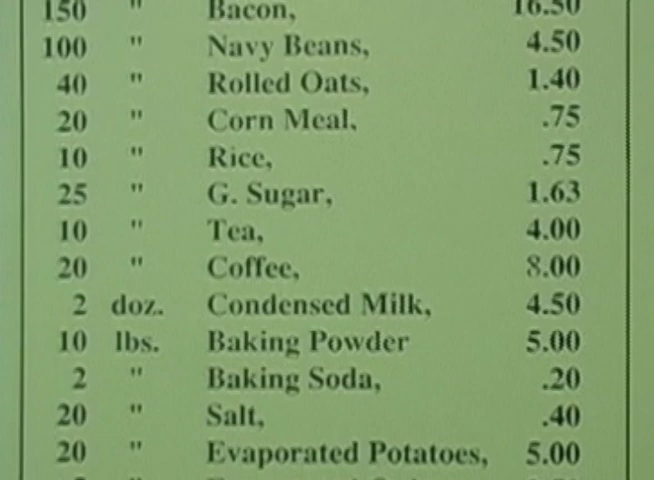 150 " Bacon, 16.50
100 " Navy Beans, 4.50
40 " Rolled Oats, 1.40
20 " Corn Meal, .75
10 " Rice, .75
25 " G. Sugar, 1.63
10 " Tea, 4.00
20 " Coffee, 8.00
2 doz. Condensed Milk, 4.50
10 lbs. Baking Powder 5.00
2 " Baking Soda, .20
20 " Salt, .40
20 " Evaporated Potatoes, 5.00